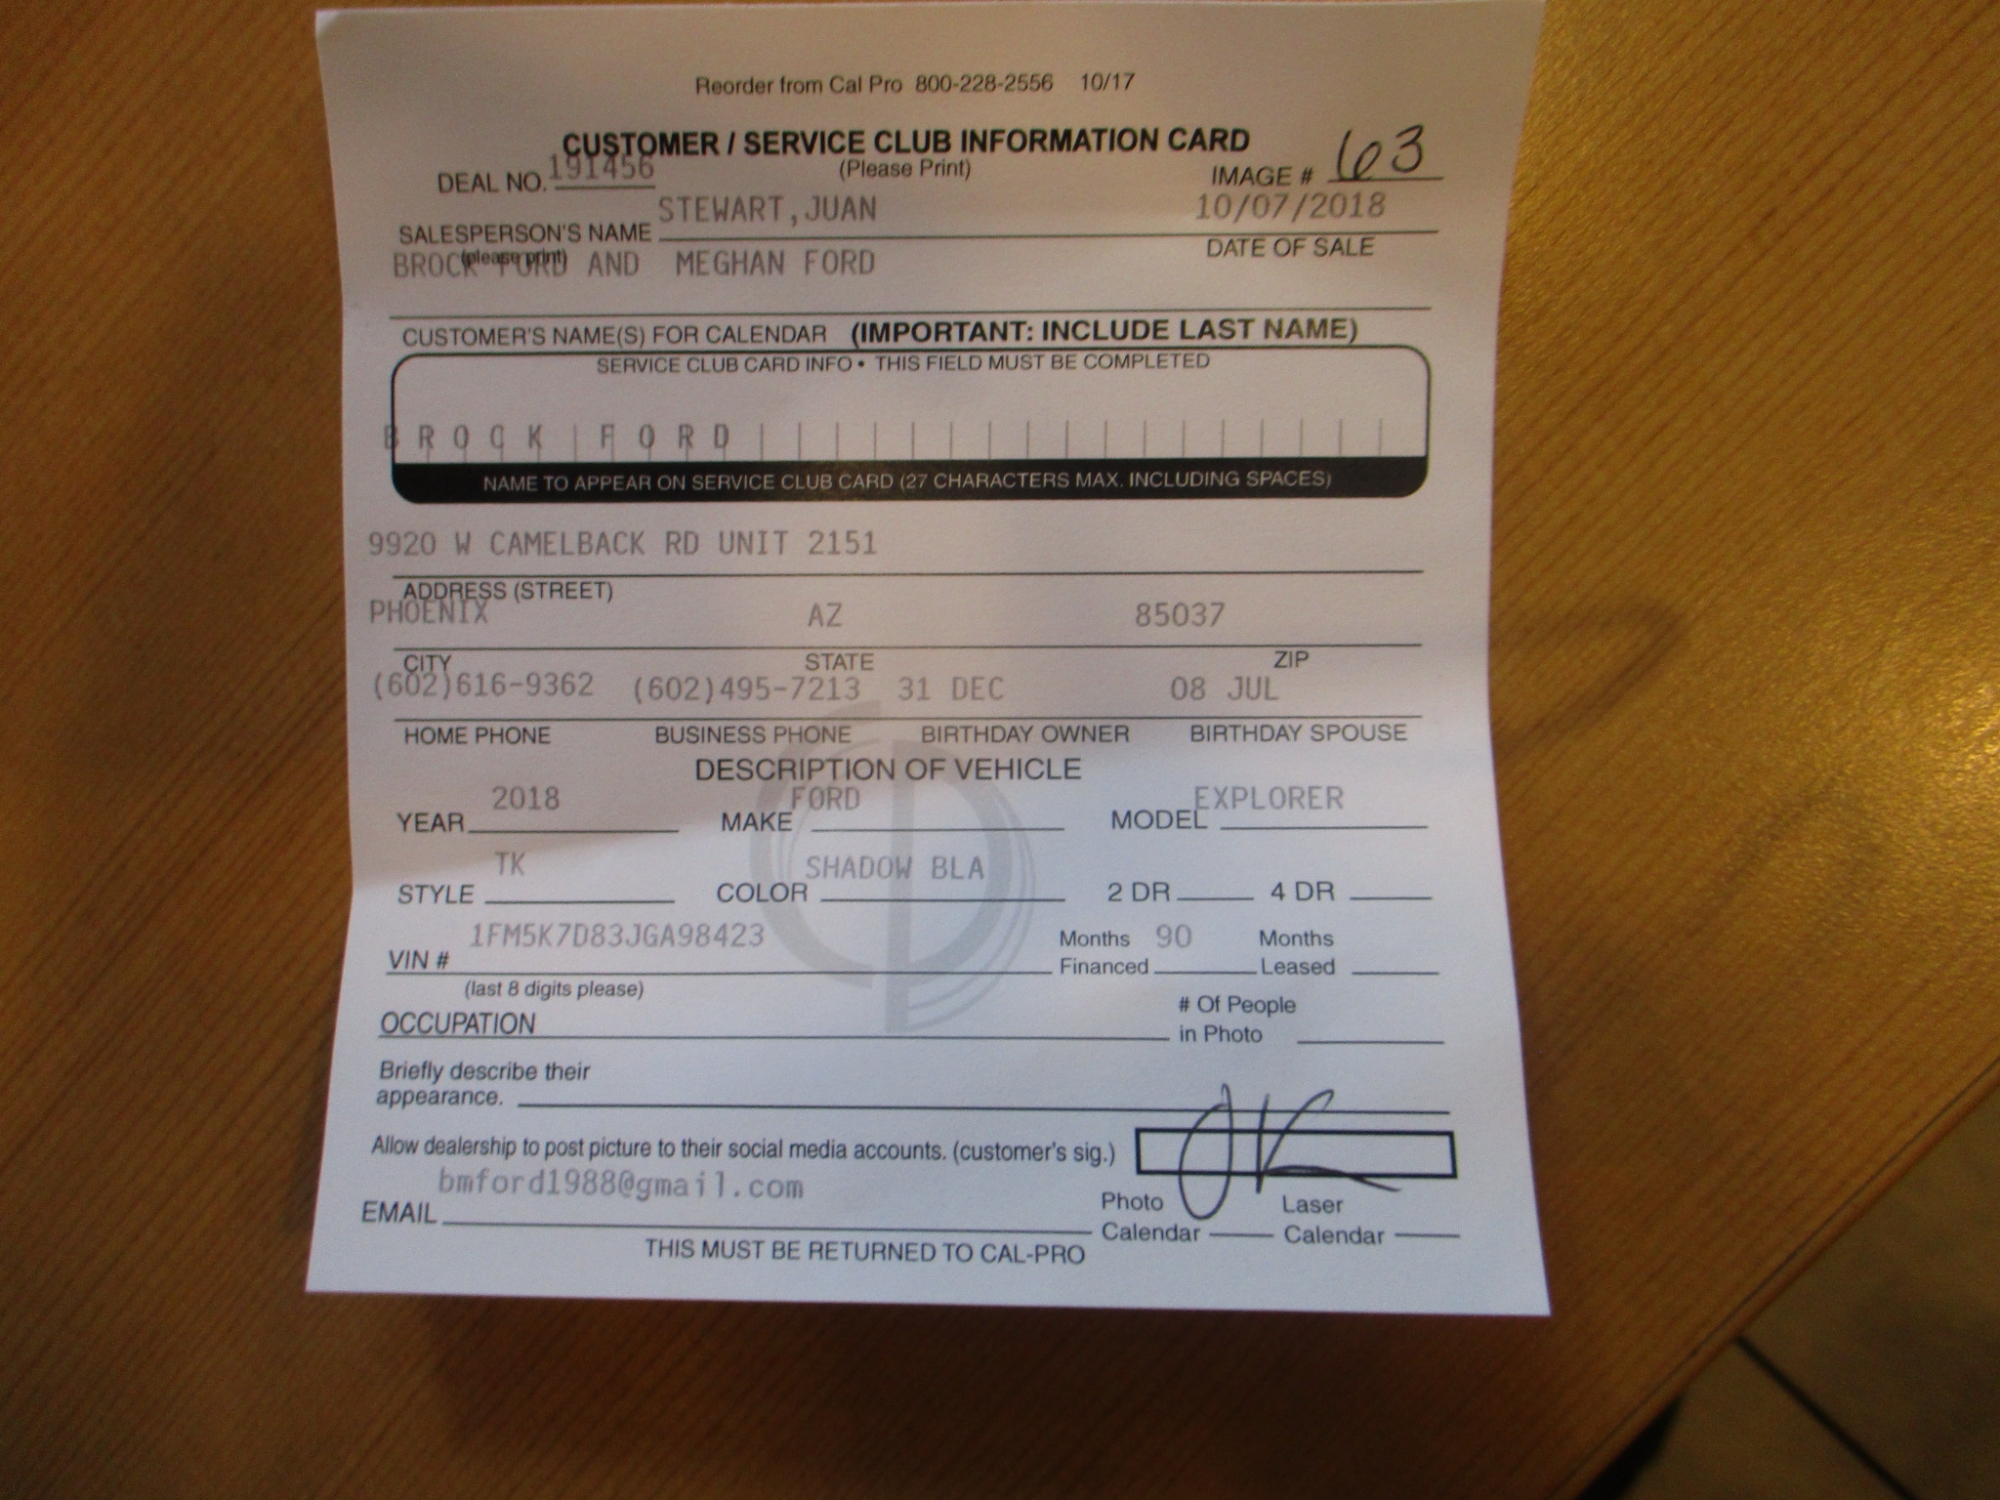 Reorder from Cal Pro 800-228-2556 10/17
CUSTOMER / SERVICE CLUB INFORMATION CARD
(Please Print)
DEAL NO. 191456
IMAGE # 163
STEWART,JUAN 10/07/2018
SALESPERSON'S NAME
(please print)
DATE OF SALE
BROCK FORD AND MEGHAN FORD
CUSTOMER'S NAME(S) FOR CALENDAR (IMPORTANT: INCLUDE LAST NAME)
SERVICE CLUB CARD INFO • THIS FIELD MUST BE COMPLETED
BROCK FORD
NAME TO APPEAR ON SERVICE CLUB CARD (27 CHARACTERS MAX. INCLUDING SPACES)
9920 W CAMELBACK RD UNIT 2151
ADDRESS (STREET)
PHOENIX AZ 85037
CITY STATE ZIP
(602)616-9362 (602)495-7213 31 DEC 08 JUL
HOME PHONE BUSINESS PHONE BIRTHDAY OWNER BIRTHDAY SPOUSE
DESCRIPTION OF VEHICLE
YEAR 2018 MAKE FORD MODEL EXPLORER
STYLE TK COLOR SHADOW BLA 2 DR 4 DR
VIN # 1FM5K7D83JGA98423
(last 8 digits please)
Months Financed 90 Months Leased
OCCUPATION
# Of People
in Photo
Briefly describe their
appearance.
Allow dealership to post picture to their social media accounts. (customer's sig.)
EMAIL bmford1988@gmail.com
Photo Calendar Laser Calendar
THIS MUST BE RETURNED TO CAL-PRO